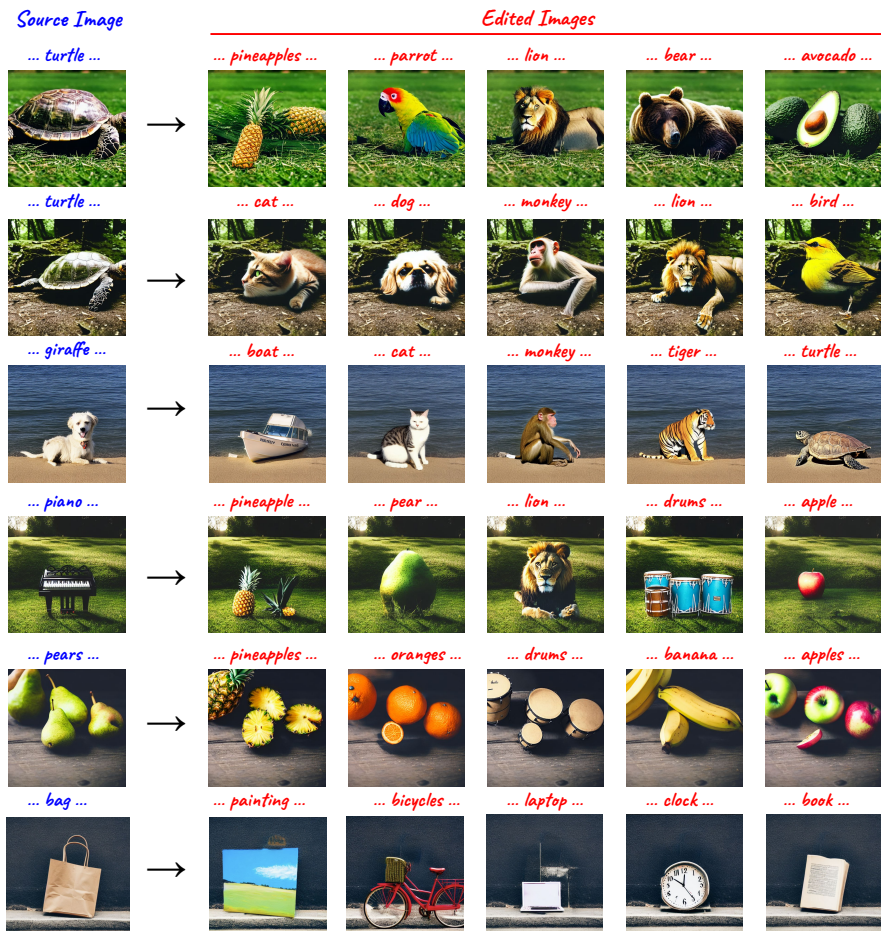 Source Image
Edited Images
... turtle ...
... pineapples ...
... parrot ...
... lion ...
... bear ...
... avocado ...
... turtle ...
... cat ...
... dog ...
... monkey ...
... lion ...
... bird ...
... giraffe ...
... boat ...
... cat ...
... monkey ...
... tiger ...
... turtle ...
... piano ...
... pineapple ...
... pear ...
... lion ...
... drums ...
... apple ...
... pears ...
... pineapples ...
... oranges ...
... drums ...
... banana ...
... apples ...
... bag ...
... painting ...
... bicycles ...
... laptop ...
... clock ...
... book ...